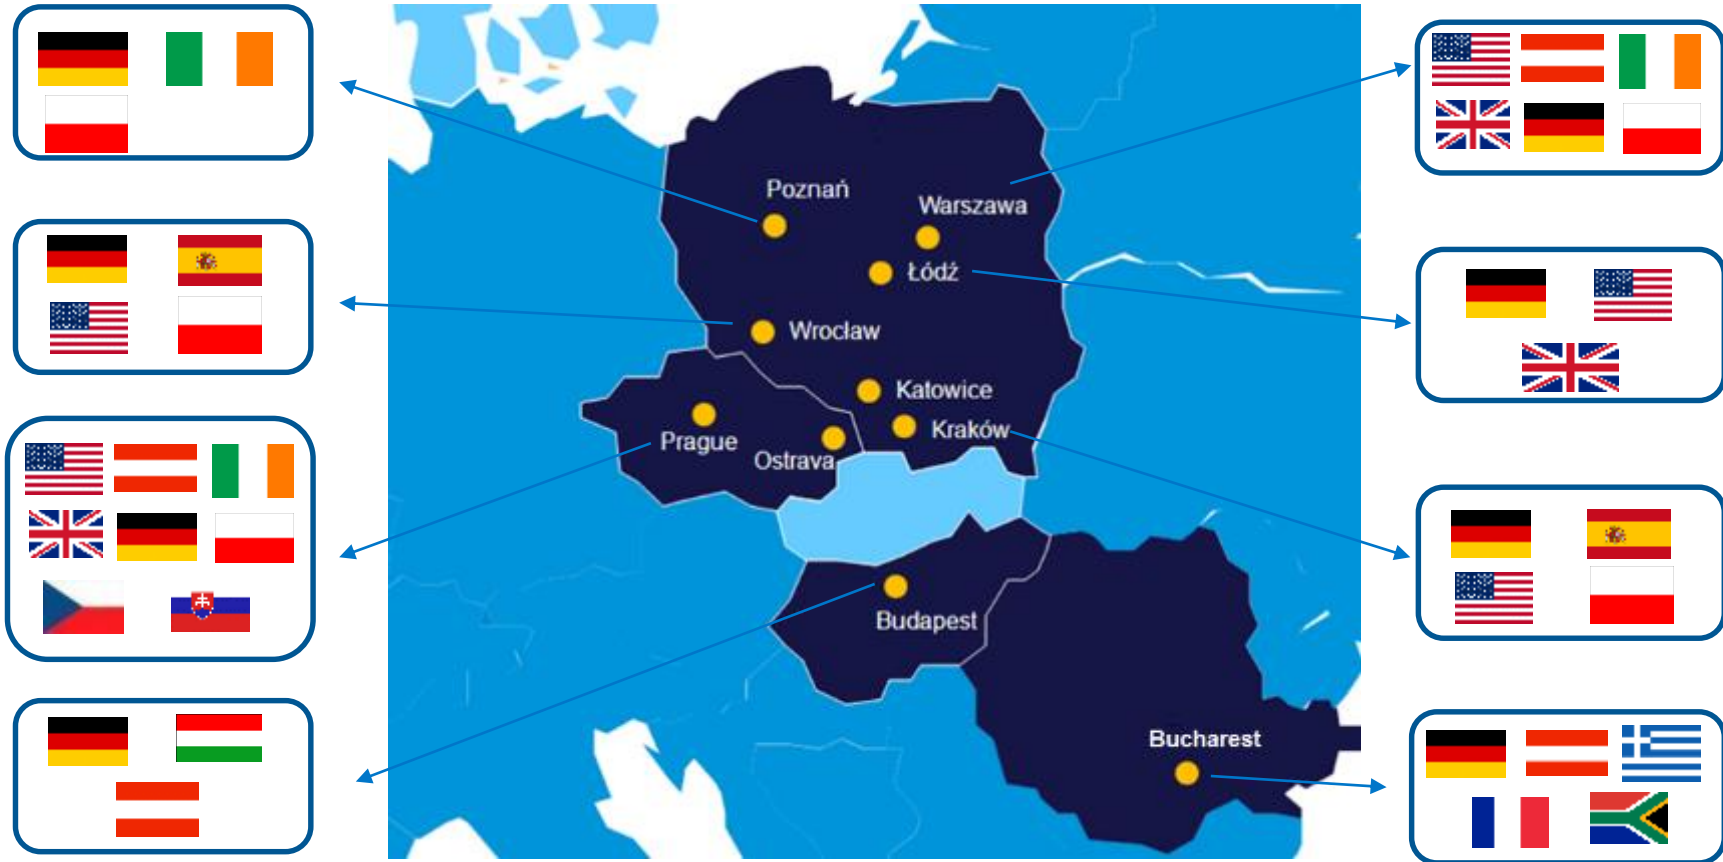 Poznań
Warszawa
Łódź
Wrocław
Katowice
Kraków
Prague
Ostrava
Budapest
Bucharest